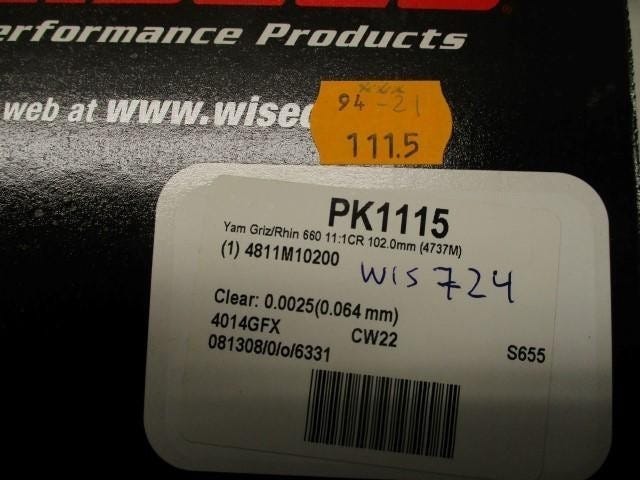 erformance Products
web at www.wisec
94-21
111.5
PK1115
Yam Griz/Rhin 660 11:1CR 102.0mm (4737M)
(1) 4811M10200
WIS 724
Clear: 0.0025(0.064 mm)
4014GFX CW22
081308/0/o/6331 S655